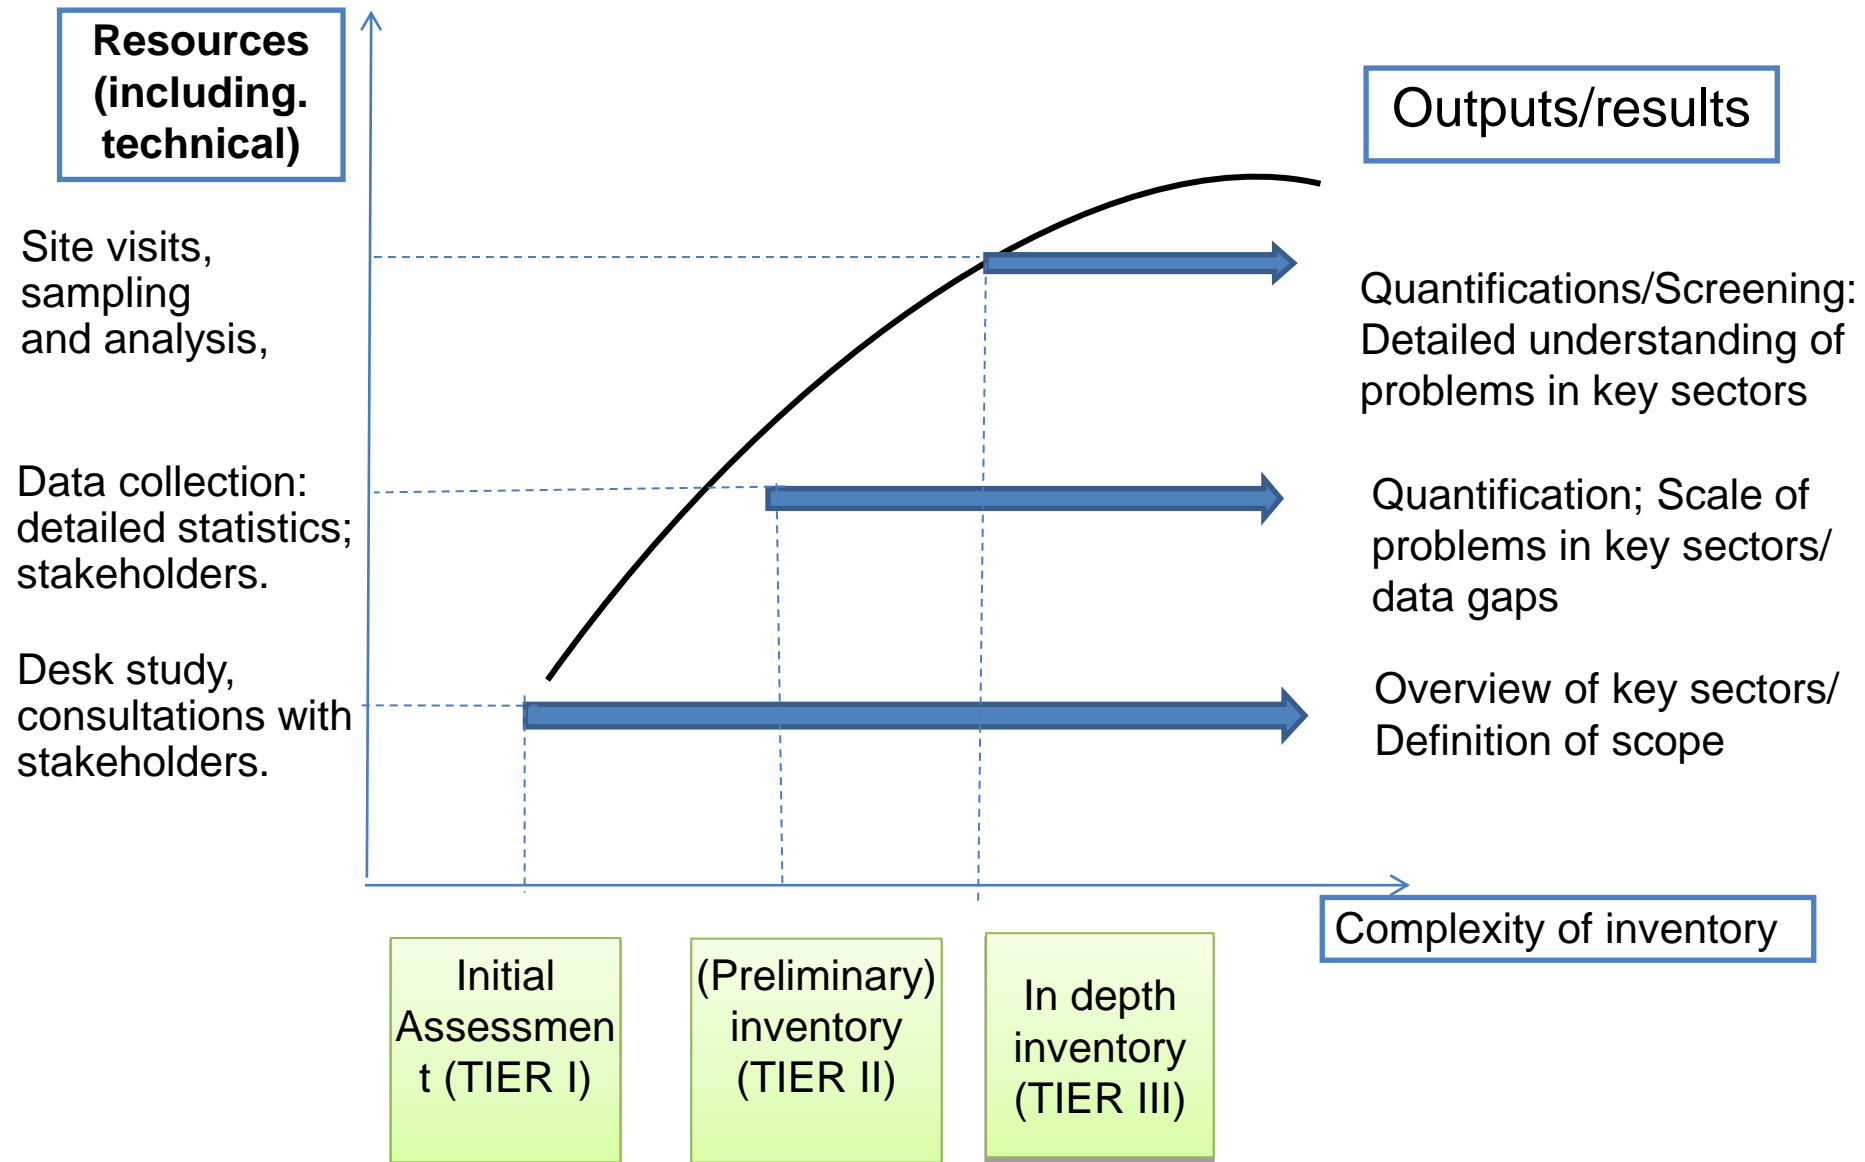 Resources
(including.
technical)
Outputs/results
Site visits,
sampling
and analysis,
Quantifications/Screening:
Detailed understanding of
problems in key sectors
Data collection:
detailed statistics;
stakeholders.
Quantification; Scale of
problems in key sectors/
data gaps
Desk study,
consultations with
stakeholders.
Overview of key sectors/
Definition of scope
Complexity of inventory
Initial
Assessmen
t (TIER I)
(Preliminary)
inventory
(TIER II)
In depth
inventory
(TIER III)